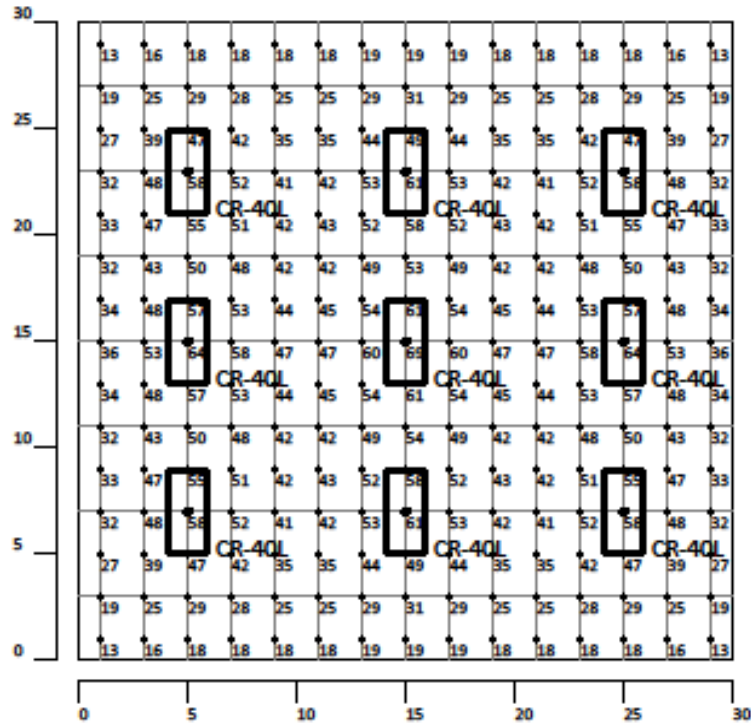 30
13 16 18 18 18 18 19 19 19 18 18 18 18 16 13
19 25 29 28 25 25 29 31 29 25 25 28 29 25 19
25
27 39 47 42 35 35 44 49 44 35 35 42 47 39 27
32 48 58 52 41 42 53 61 53 42 41 52 58 48 32
CR-40L CR-40L CR-40L
20
33 47 55 51 42 43 52 58 52 43 42 51 55 47 33
32 43 50 48 42 42 49 53 49 42 42 48 50 43 32
34 48 57 53 44 45 54 61 54 45 44 53 57 48 34
15
36 53 64 58 47 47 60 69 60 47 47 58 64 53 36
CR-40L CR-40L CR-40L
34 48 57 53 44 45 54 61 54 45 44 53 57 48 34
10
32 43 50 48 42 42 49 54 49 42 42 48 50 43 32
33 47 55 51 42 43 52 58 52 43 42 51 55 47 33
32 48 58 52 41 42 53 61 53 42 41 52 58 48 32
CR-40L CR-40L CR-40L
5
27 39 47 42 35 35 44 49 44 35 35 42 47 39 27
19 25 29 28 25 25 29 31 29 25 25 28 29 25 19
0
13 16 18 18 18 18 19 19 19 18 18 18 18 16 13
0 5 10 15 20 25 30